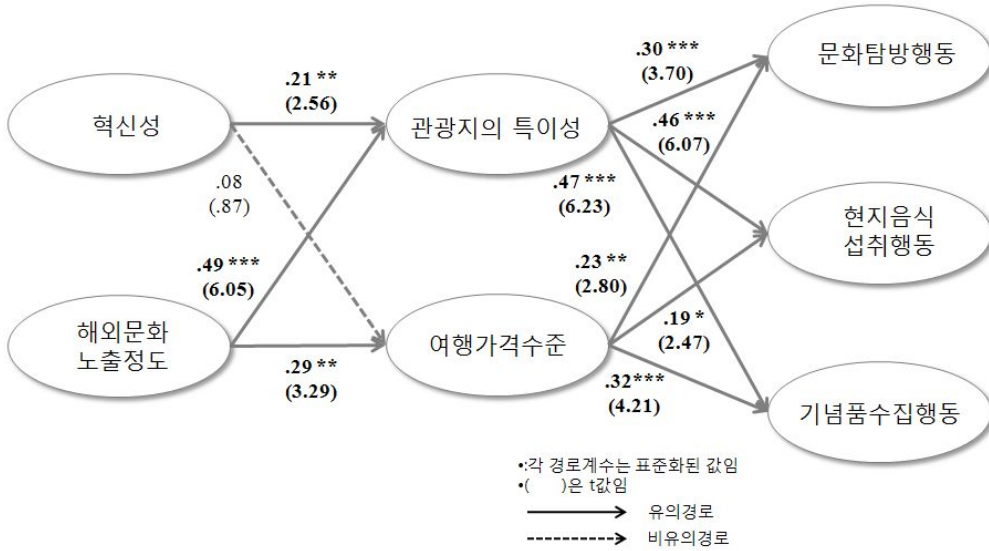 .30 ***
(3.70)
문화탐방행동
.21 **
(2.56)
혁신성
관광지의 특이성
.46 ***
(6.07)
.08
(.87)
.47 ***
(6.23)
현지음식
섭취행동
.49 ***
(6.05)
.23 **
(2.80)
해외문화
노출정도
여행가격수준
.19 *
(2.47)
.29 **
(3.29)
.32***
(4.21)
기념품수집행동
•:각 경로계수는 표준화된 값임
•( )은 t값임
유의경로
비유의경로